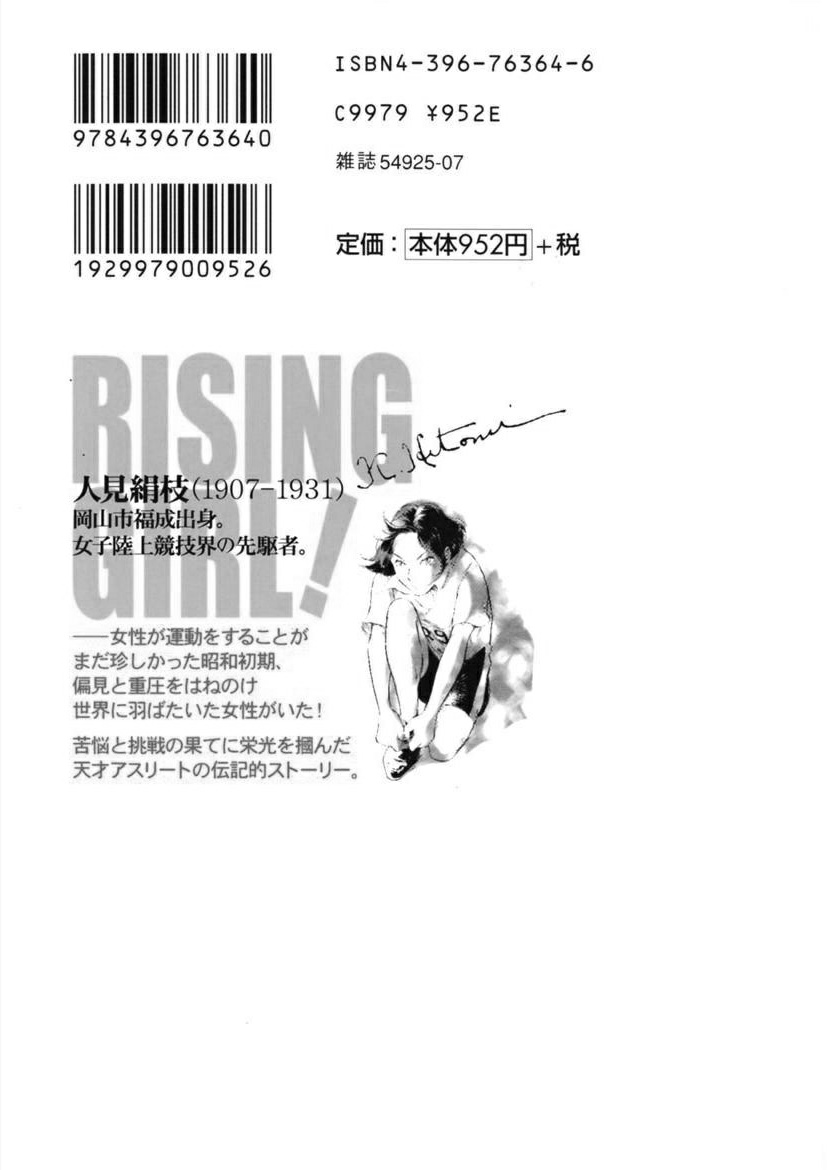 ISBN4-396-76364-6
9784396763640
C9979 ¥952E
雑誌54925-07
1929979009526
定価：本体952円+税
RISING
K. Hitomi
人見絹枝(1907-1931)
岡山市福成出身。
女子陸上競技界の先駆者。
GIRL!
——女性が運動をすることが
まだ珍しかった昭和初期、
偏見と重圧をはねのけ
世界に羽ばたいた女性がいた!
苦悩と挑戦の果てに栄光を掴んだ
天才アスリートの伝記的ストーリー。